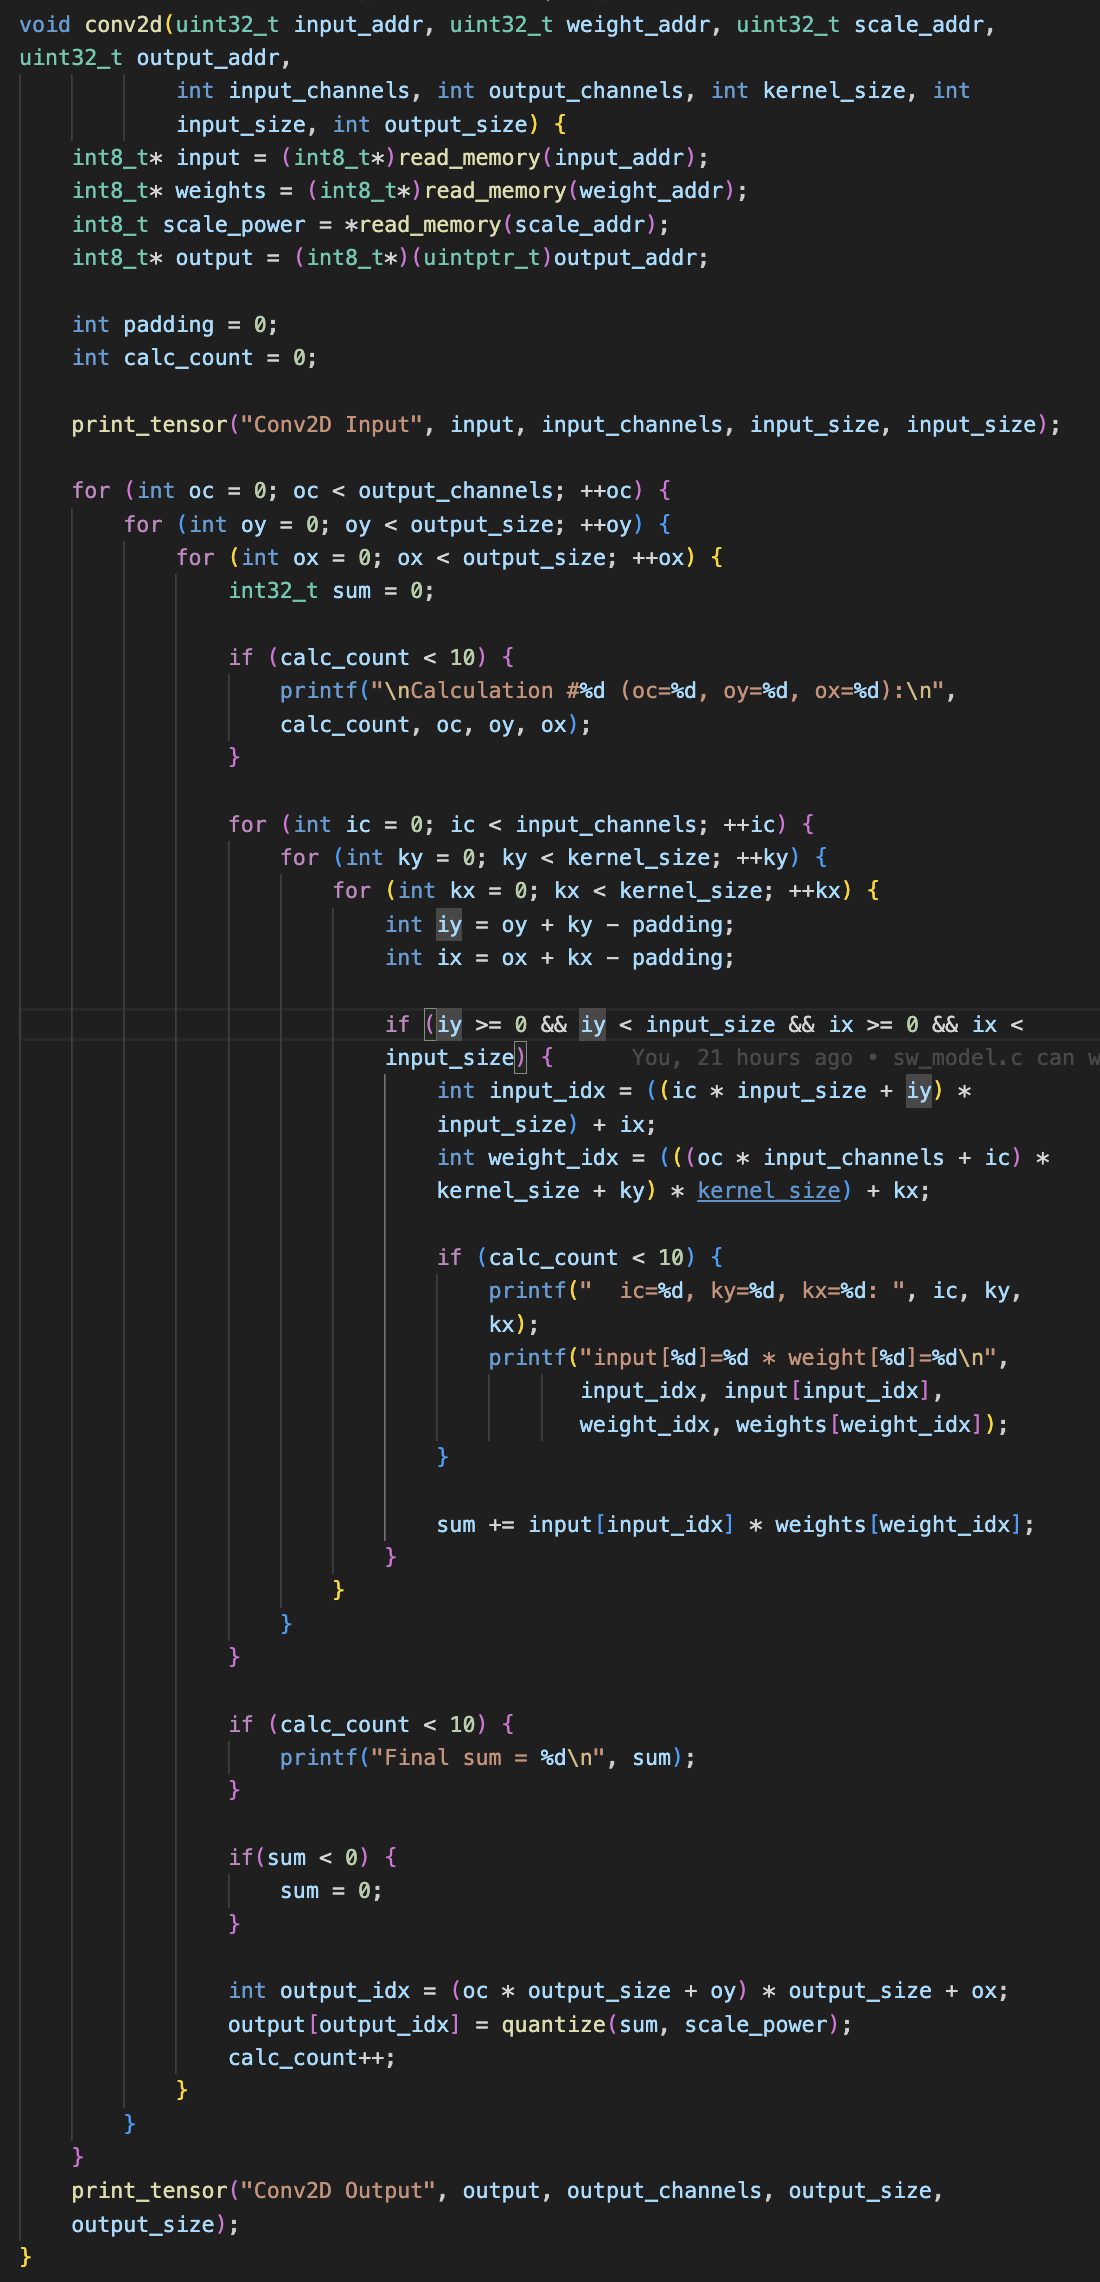 void conv2d(uint32_t input_addr, uint32_t weight_addr, uint32_t scale_addr,
uint32_t output_addr,
            int input_channels, int output_channels, int kernel_size, int
            input_size, int output_size) {
    int8_t* input = (int8_t*)read_memory(input_addr);
    int8_t* weights = (int8_t*)read_memory(weight_addr);
    int8_t scale_power = *read_memory(scale_addr);
    int8_t* output = (int8_t*)(uintptr_t)output_addr;

    int padding = 0;
    int calc_count = 0;

    print_tensor("Conv2D Input", input, input_channels, input_size, input_size);

    for (int oc = 0; oc < output_channels; ++oc) {
        for (int oy = 0; oy < output_size; ++oy) {
            for (int ox = 0; ox < output_size; ++ox) {
                int32_t sum = 0;

                if (calc_count < 10) {
                    printf("\nCalculation #%d (oc=%d, oy=%d, ox=%d):\n",
                    calc_count, oc, oy, ox);
                }

                for (int ic = 0; ic < input_channels; ++ic) {
                    for (int ky = 0; ky < kernel_size; ++ky) {
                        for (int kx = 0; kx < kernel_size; ++kx) {
                            int iy = oy + ky - padding;
                            int ix = ox + kx - padding;

                            if (iy >= 0 && iy < input_size && ix >= 0 && ix <
                            input_size) {      You, 21 hours ago • sw_model.c can w
                                int input_idx = ((ic * input_size + iy) *
                                input_size) + ix;
                                int weight_idx = (((oc * input_channels + ic) *
                                kernel_size + ky) * kernel_size) + kx;

                                if (calc_count < 10) {
                                    printf("  ic=%d, ky=%d, kx=%d: ", ic, ky,
                                    kx);
                                    printf("input[%d]=%d * weight[%d]=%d\n",
                                           input_idx, input[input_idx],
                                           weight_idx, weights[weight_idx]);
                                }

                                sum += input[input_idx] * weights[weight_idx];
                            }
                        }
                    }
                }

                if (calc_count < 10) {
                    printf("Final sum = %d\n", sum);
                }

                if(sum < 0) {
                    sum = 0;
                }

                int output_idx = (oc * output_size + oy) * output_size + ox;
                output[output_idx] = quantize(sum, scale_power);
                calc_count++;
            }
        }
    }
    print_tensor("Conv2D Output", output, output_channels, output_size,
    output_size);
}